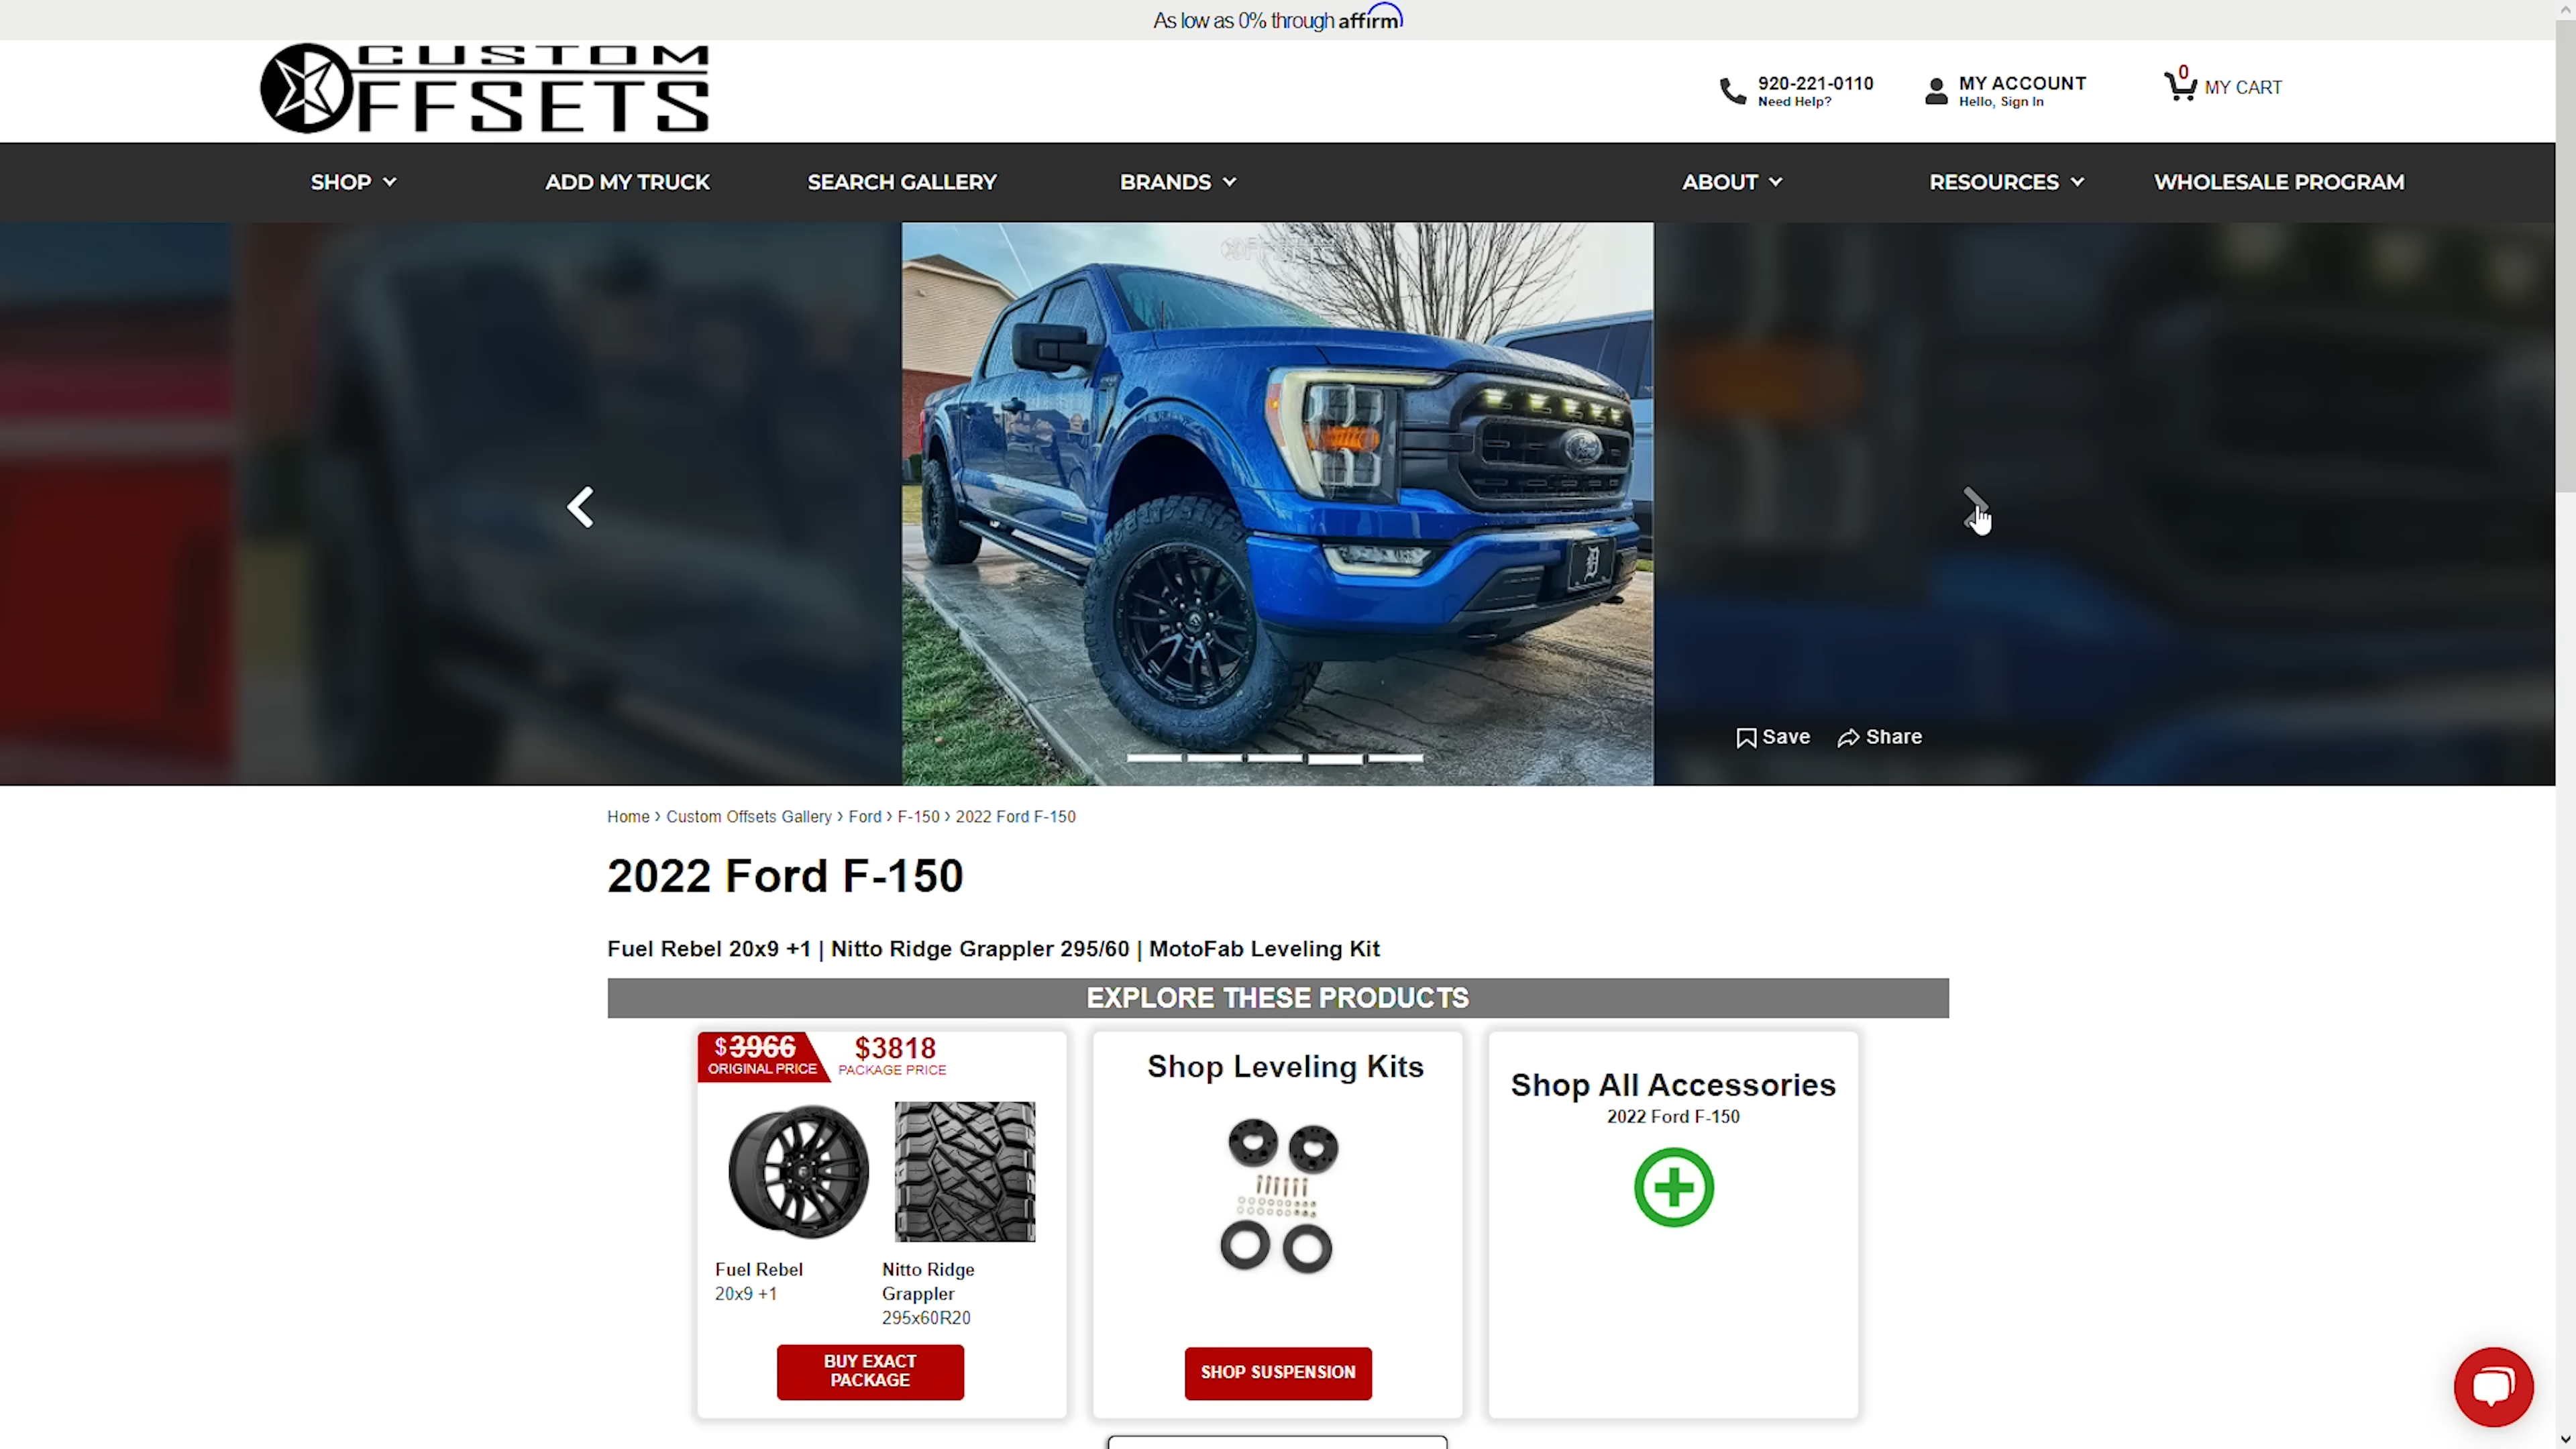 As low as 0% through affirm
CUSTOM OFFSETS
920-221-0110
Need Help?
MY ACCOUNT
Hello, Sign In
0
MY CART
SHOP
ADD MY TRUCK
SEARCH GALLERY
BRANDS
ABOUT
RESOURCES
WHOLESALE PROGRAM
OFFSETS
Save
Share
Home › Custom Offsets Gallery › Ford › F-150 › 2022 Ford F-150
2022 Ford F-150
Fuel Rebel 20x9 +1 | Nitto Ridge Grappler 295/60 | MotoFab Leveling Kit
EXPLORE THESE PRODUCTS
$3966
ORIGINAL PRICE
$3818
PACKAGE PRICE
Fuel Rebel
20x9 +1
Nitto Ridge
Grappler
295x60R20
BUY EXACT
PACKAGE
Shop Leveling Kits
SHOP SUSPENSION
Shop All Accessories
2022 Ford F-150